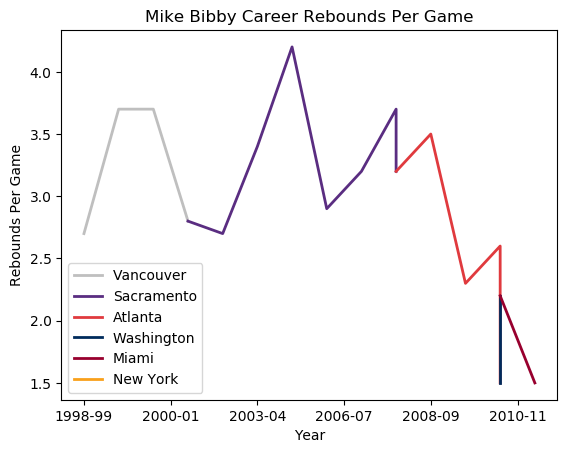 Mike Bibby Career Rebounds Per Game
Rebounds Per Game
4.0
3.5
3.0
2.5
2.0
1.5
Vancouver
Sacramento
Atlanta
Washington
Miami
New York
1998-99
2000-01
2003-04
2006-07
2008-09
2010-11
Year